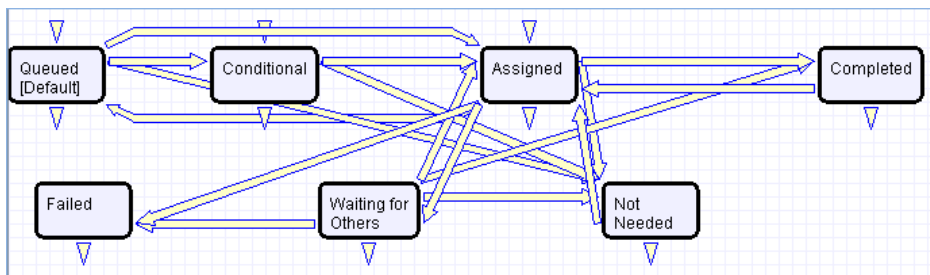 Queued
[Default]
Conditional
Assigned
Completed
Failed
Waiting for
Others
Not
Needed